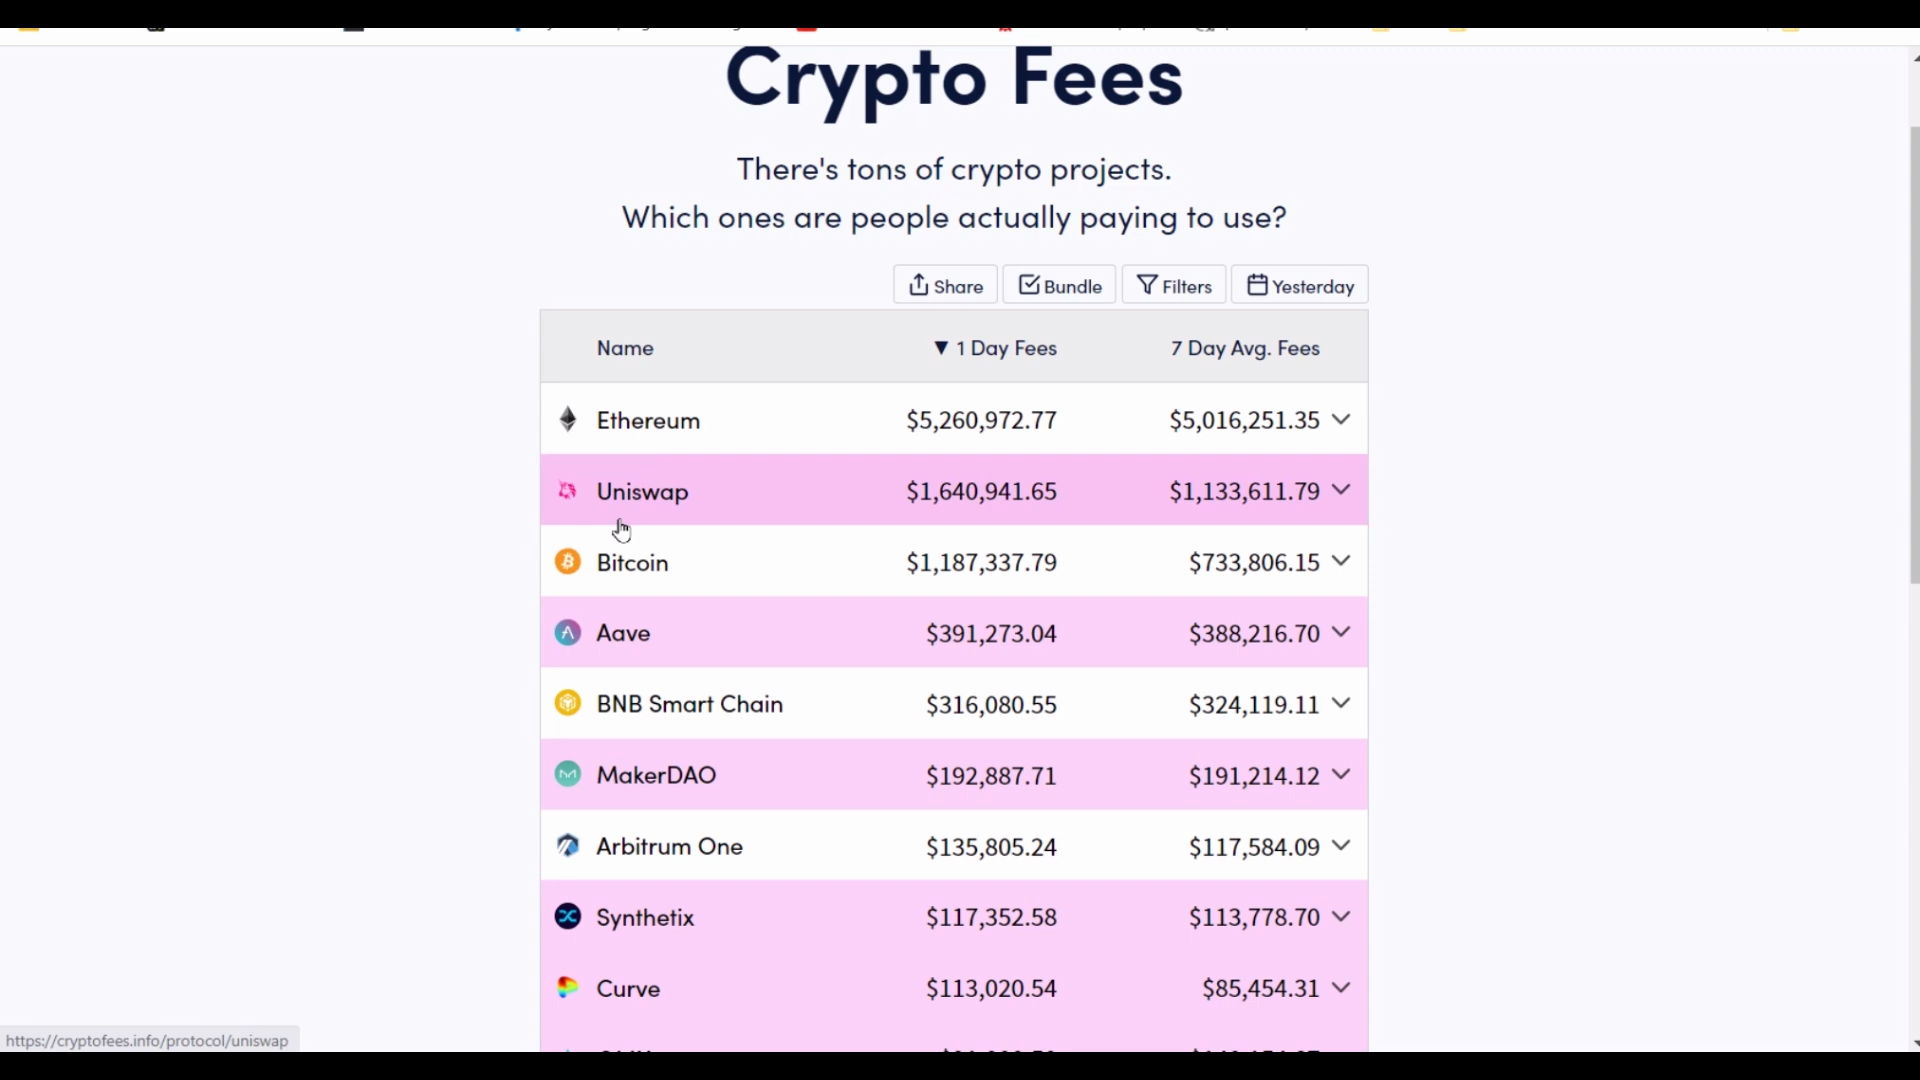 Crypto Fees
There's tons of crypto projects.
Which ones are people actually paying to use?
Share Bundle Filters Yesterday
Name ▼ 1 Day Fees 7 Day Avg. Fees
Ethereum $5,260,972.77 $5,016,251.35
Uniswap $1,640,941.65 $1,133,611.79
Bitcoin $1,187,337.79 $733,806.15
Aave $391,273.04 $388,216.70
BNB Smart Chain $316,080.55 $324,119.11
MakerDAO $192,887.71 $191,214.12
Arbitrum One $135,805.24 $117,584.09
Synthetix $117,352.58 $113,778.70
Curve $113,020.54 $85,454.31
https://cryptofees.info/protocol/uniswap